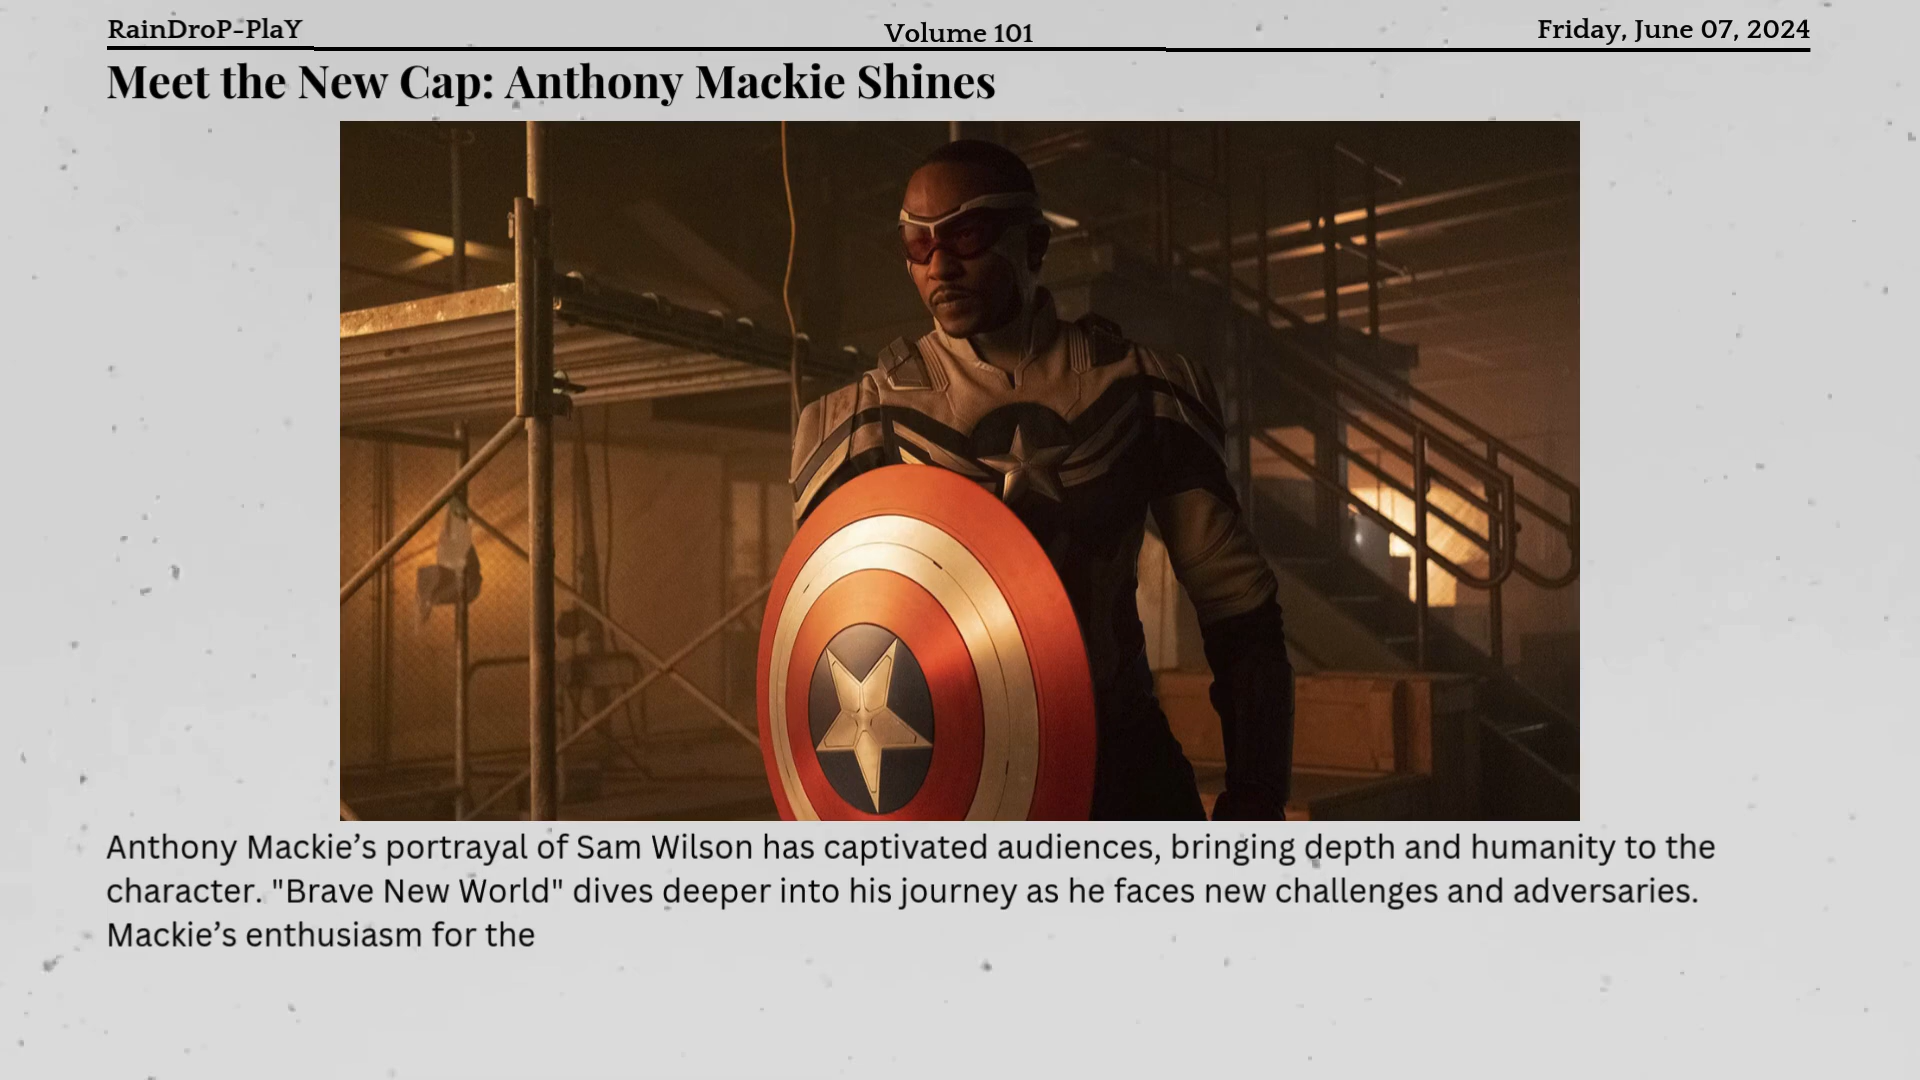 RainDroP-PlaY
Volume 101
Friday, June 07, 2024
Meet the New Cap: Anthony Mackie Shines
Anthony Mackie’s portrayal of Sam Wilson has captivated audiences, bringing depth and humanity to the
character. "Brave New World" dives deeper into his journey as he faces new challenges and adversaries.
Mackie’s enthusiasm for the